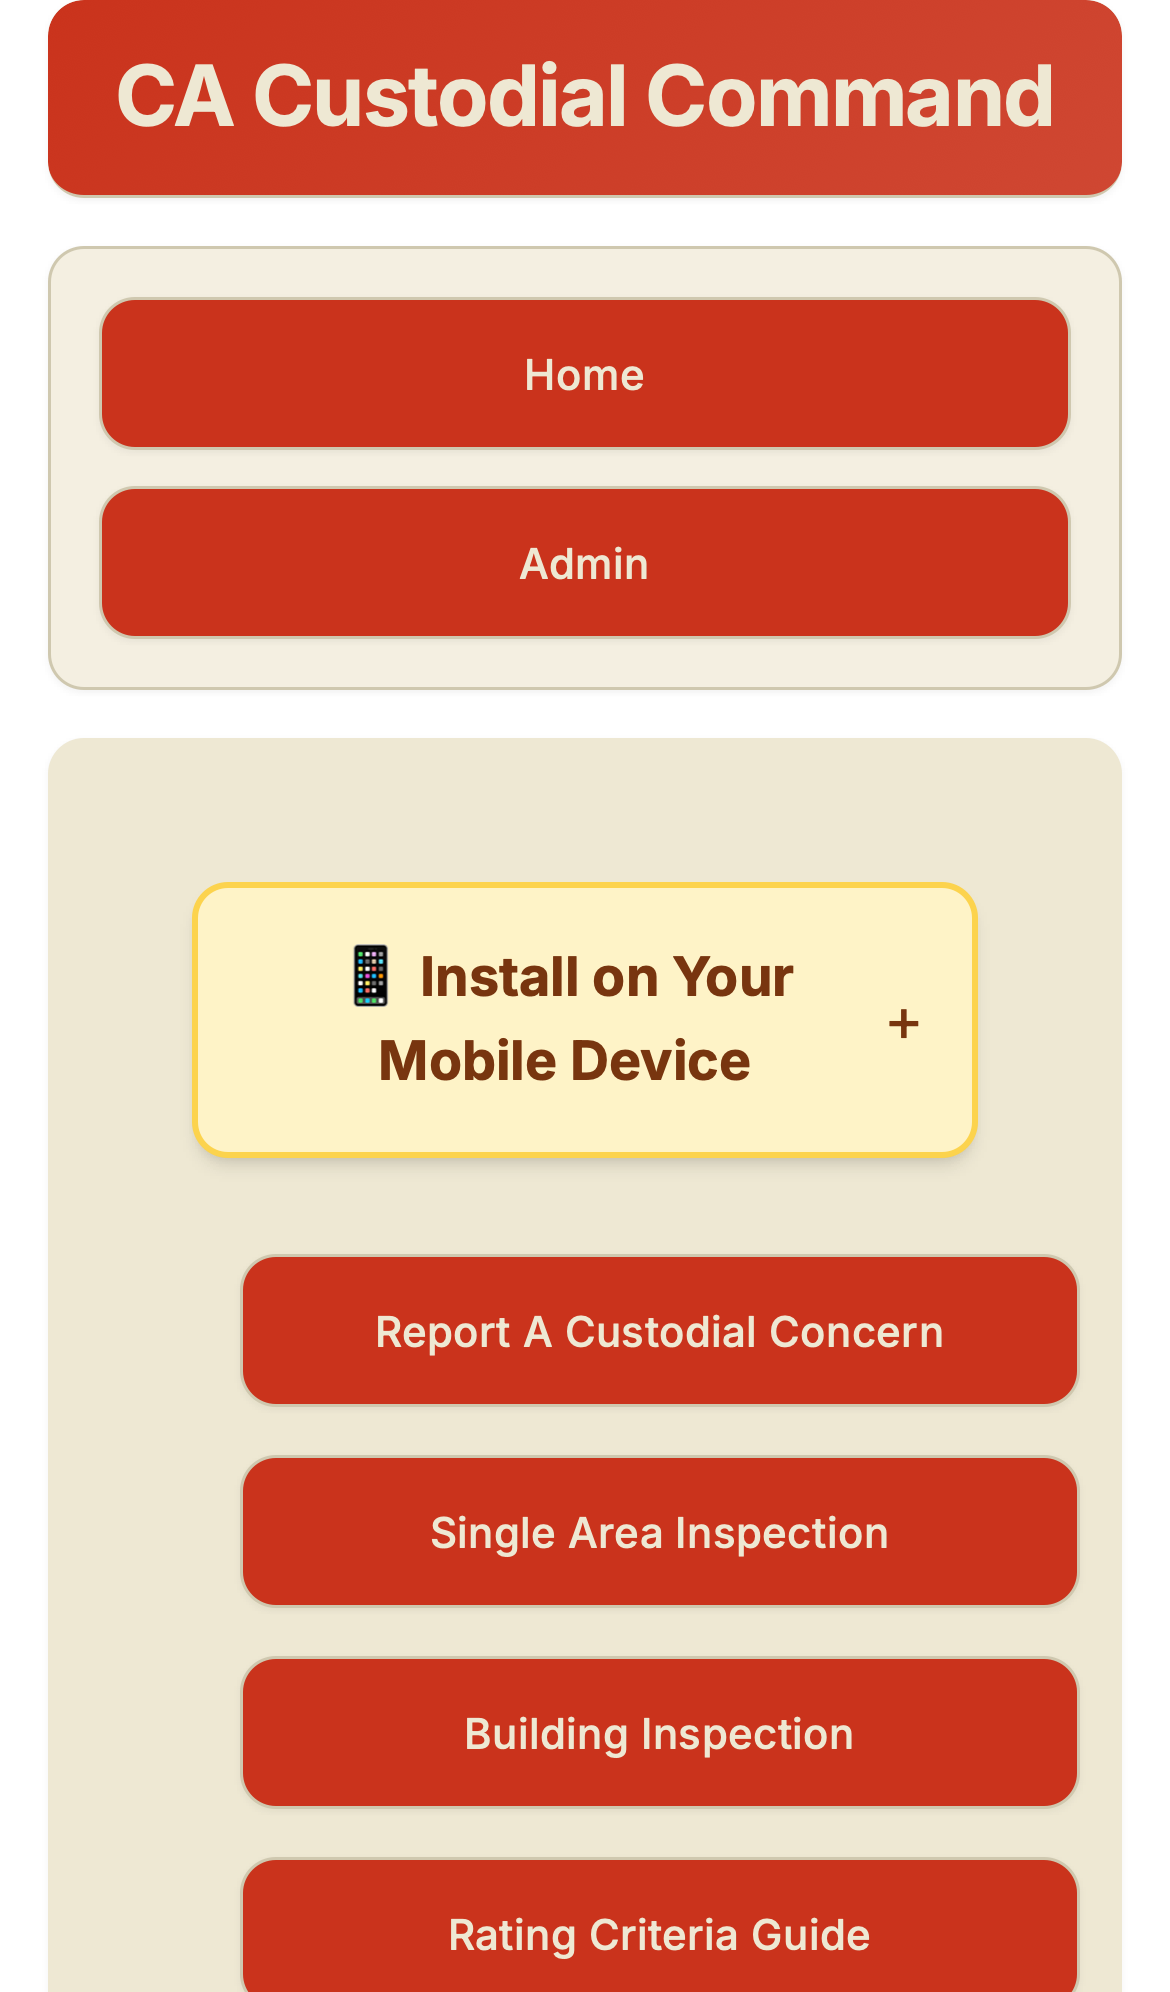 CA Custodial Command
Home
Admin
📱 Install on Your
Mobile Device
+
Report A Custodial Concern
Single Area Inspection
Building Inspection
Rating Criteria Guide